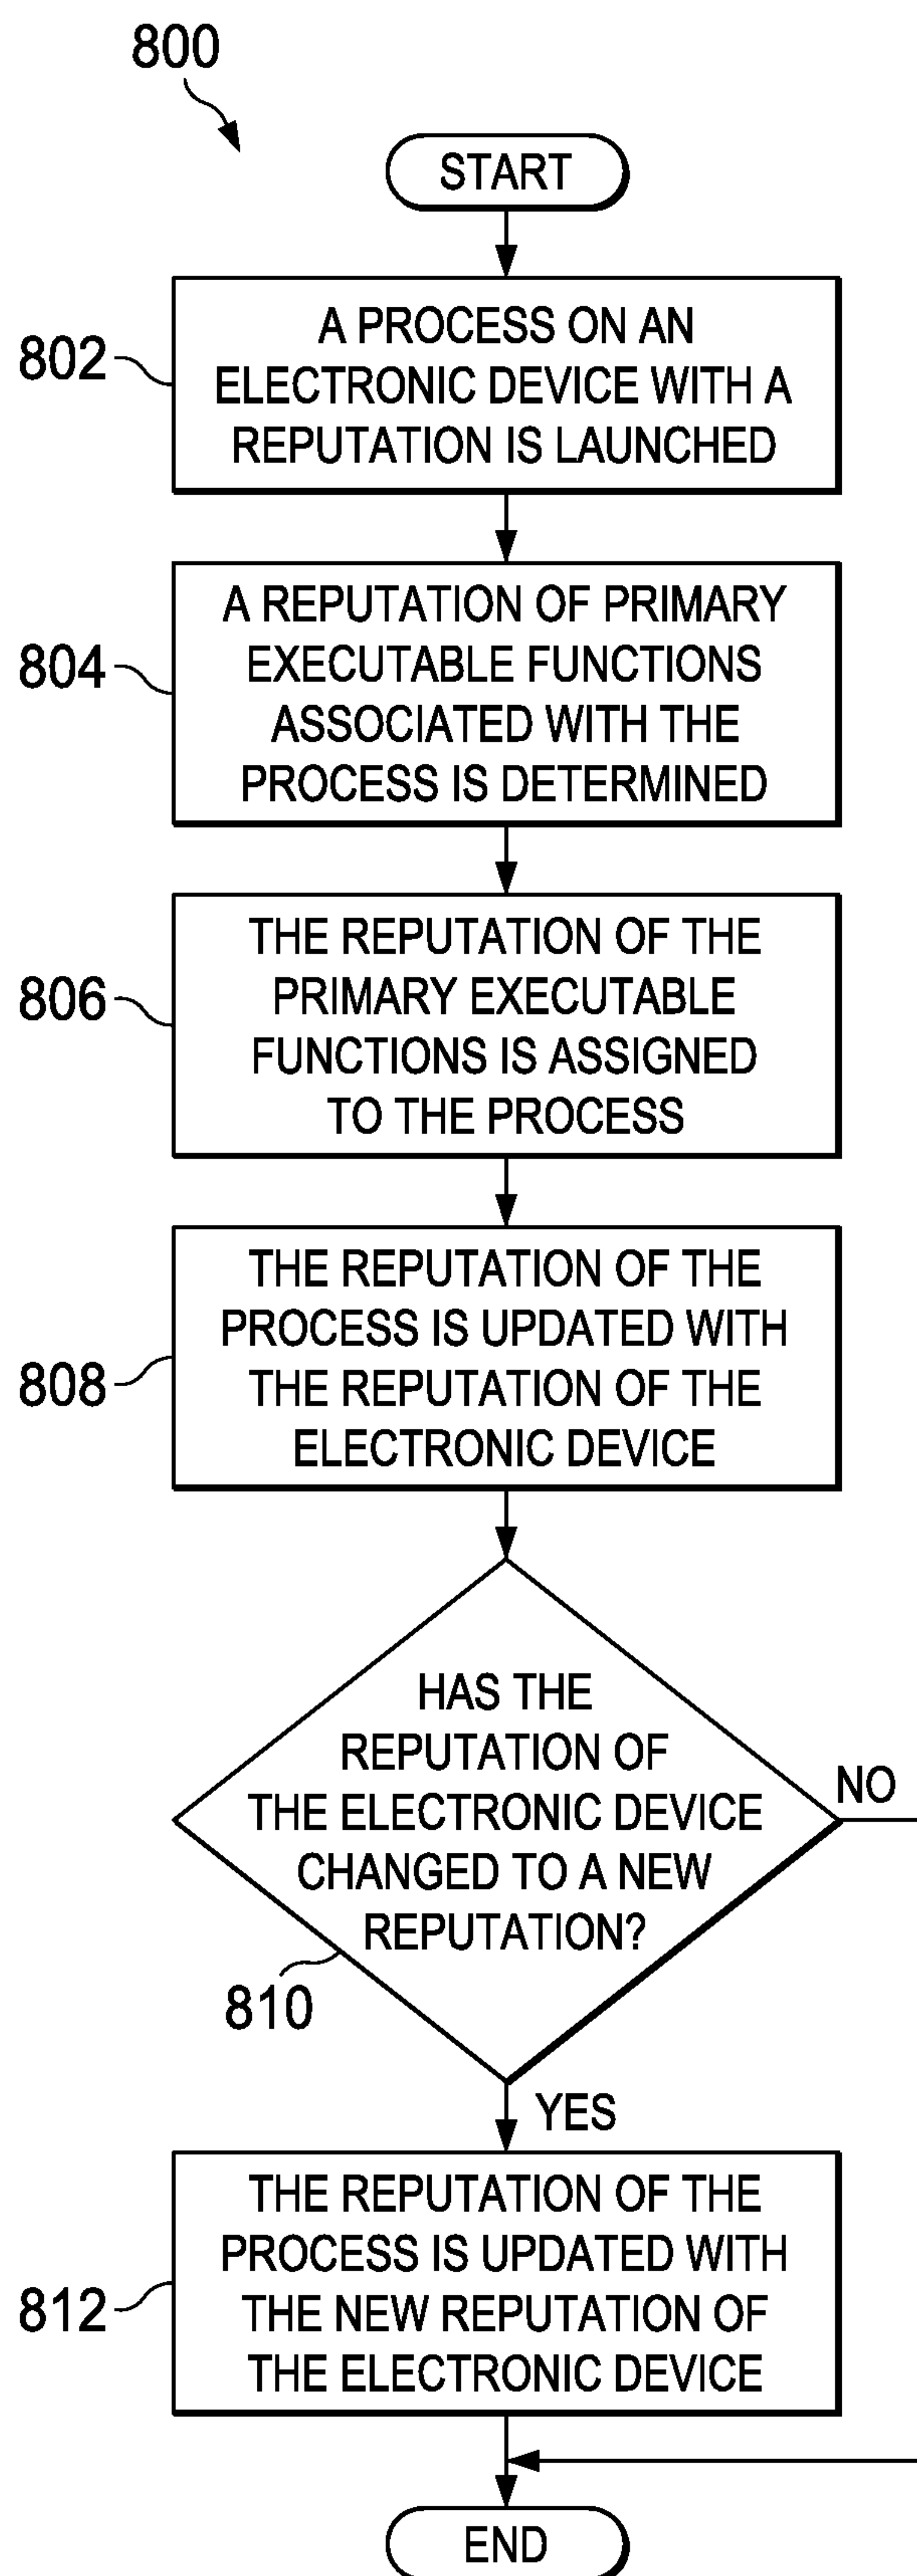 800
START
802
A PROCESS ON AN
ELECTRONIC DEVICE WITH A
REPUTATION IS LAUNCHED
804
A REPUTATION OF PRIMARY
EXECUTABLE FUNCTIONS
ASSOCIATED WITH THE
PROCESS IS DETERMINED
806
THE REPUTATION OF THE
PRIMARY EXECUTABLE
FUNCTIONS IS ASSIGNED
TO THE PROCESS
808
THE REPUTATION OF THE
PROCESS IS UPDATED WITH
THE REPUTATION OF THE
ELECTRONIC DEVICE
HAS THE
REPUTATION OF
THE ELECTRONIC DEVICE
CHANGED TO A NEW
REPUTATION?
NO
810
YES
812
THE REPUTATION OF THE
PROCESS IS UPDATED WITH
THE NEW REPUTATION OF
THE ELECTRONIC DEVICE
END